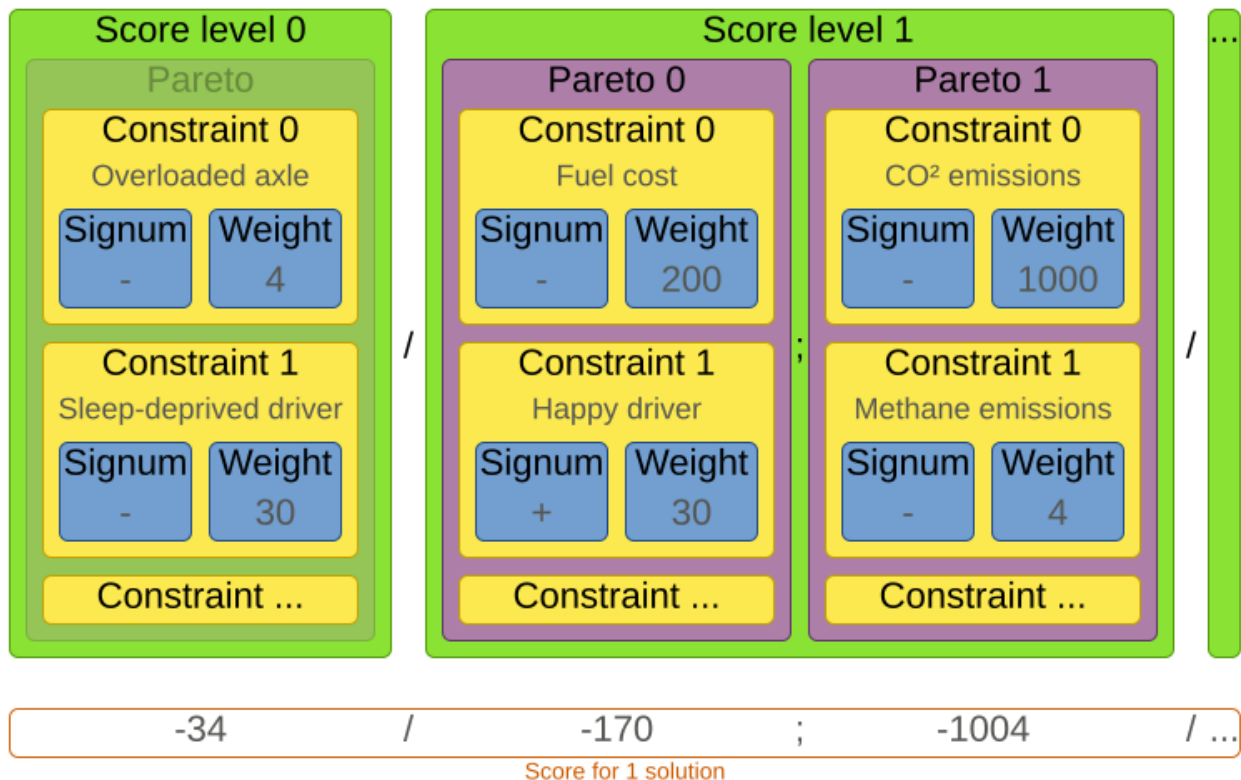 Score level 0
Pareto
Constraint 0
Overloaded axle
Signum Weight
- 4
Constraint 1
Sleep-deprived driver
Signum Weight
- 30
Constraint ...
/
Score level 1
Pareto 0
Constraint 0
Fuel cost
Signum Weight
- 200
Constraint 1
Happy driver
Signum Weight
+ 30
Constraint ...
;
Pareto 1
Constraint 0
CO² emissions
Signum Weight
- 1000
Constraint 1
Methane emissions
Signum Weight
- 4
Constraint ...
/
...
-34 / -170 ; -1004 / ...
Score for 1 solution